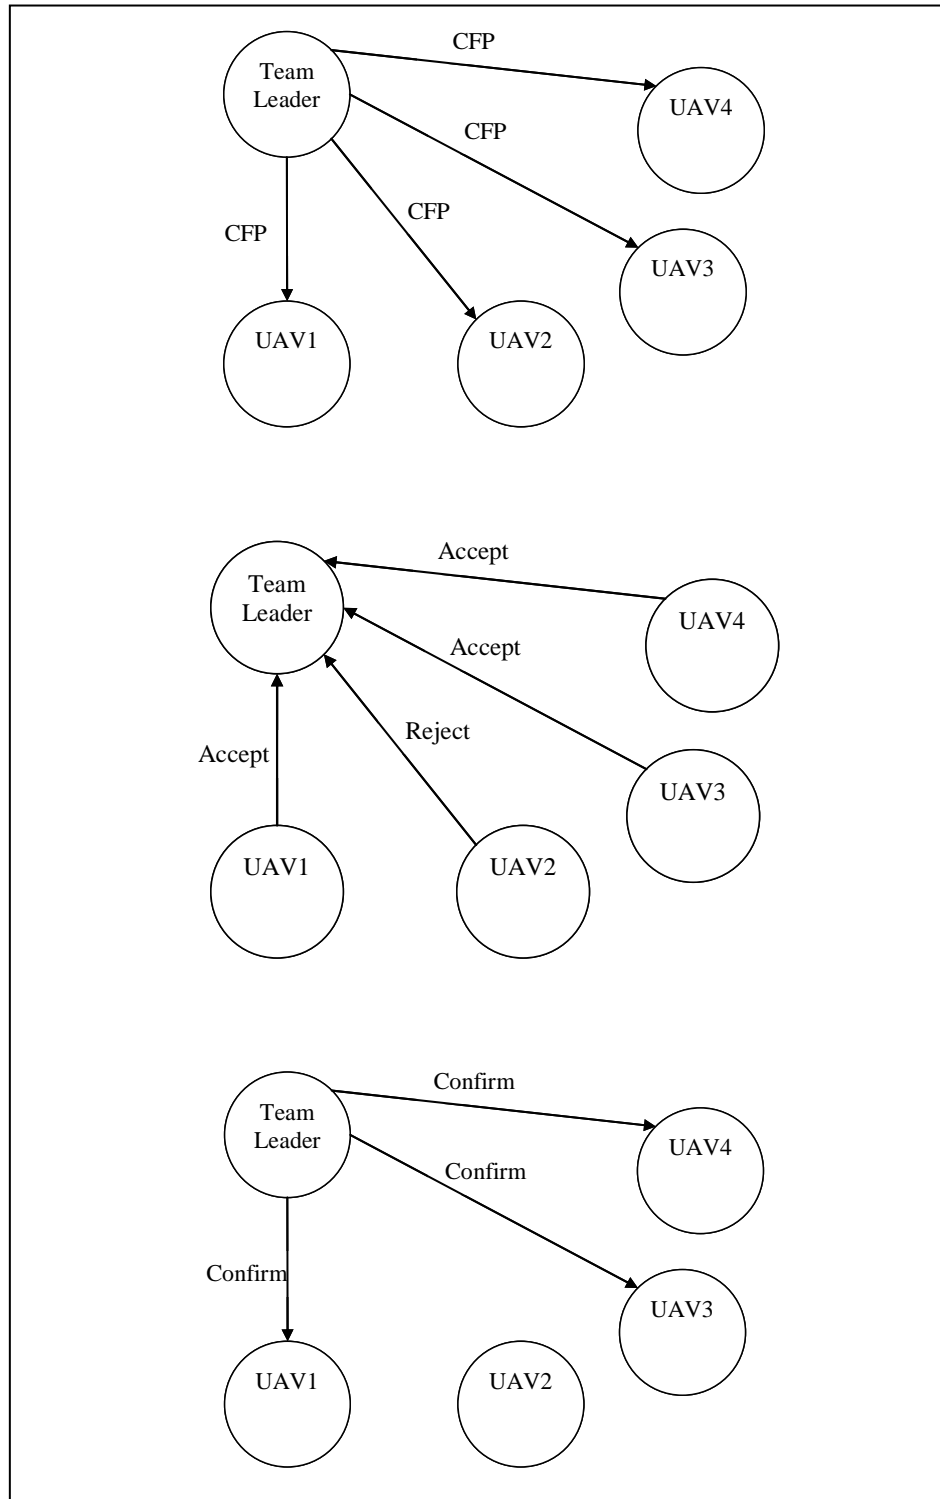 CFP
Team
Leader
UAV4
CFP
CFP
CFP
UAV3
UAV1
UAV2
Accept
Team
Leader
UAV4
Accept
Reject
Accept
UAV3
UAV1
UAV2
Confirm
Team
Leader
UAV4
Confirm
Confirm
UAV3
UAV1
UAV2